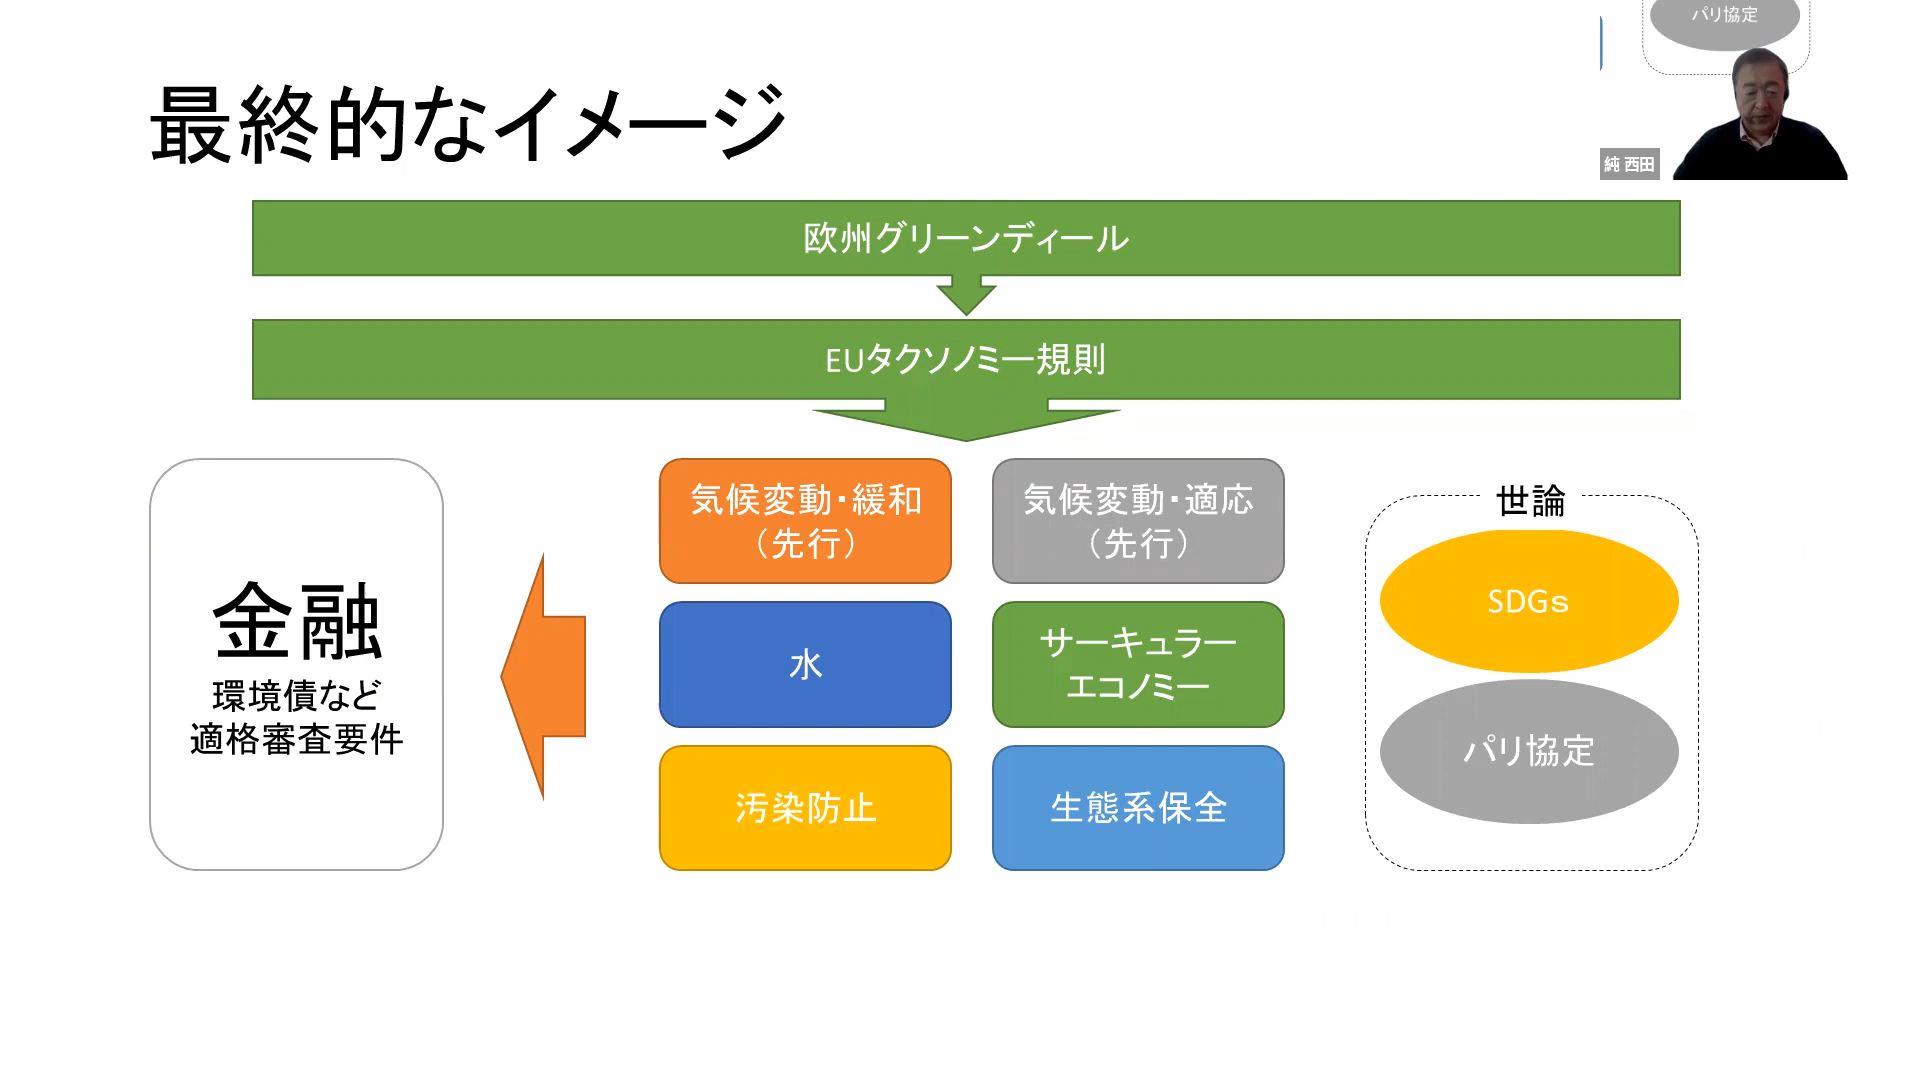 パリ協定
純 西田
最終的なイメージ
欧州グリーンディール
EUタクソノミー規則
金融
環境債など
適格審査要件
気候変動・緩和
（先行）
気候変動・適応
（先行）
水
サーキュラー
エコノミー
汚染防止
生態系保全
世論
SDGs
パリ協定